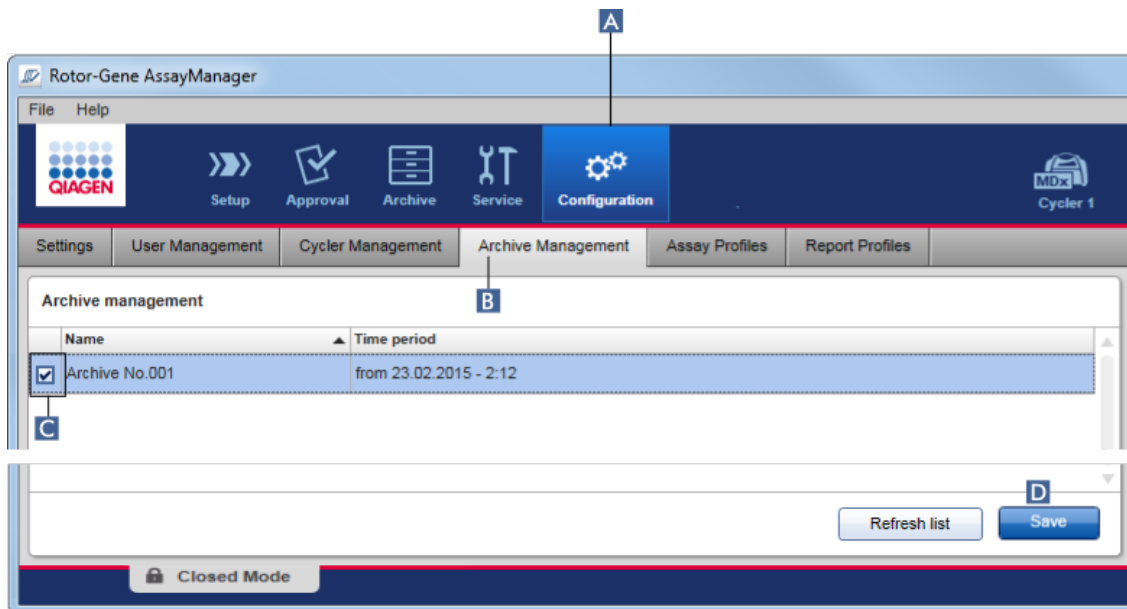 A
Rotor-Gene AssayManager
File Help
QIAGEN
Setup Approval Archive Service Configuration
MDx
Cycler 1
Settings User Management Cycler Management Archive Management Assay Profiles Report Profiles
Archive management
B
Name Time period
Archive No.001 from 23.02.2015 - 2:12
C
D
Refresh list Save
Closed Mode